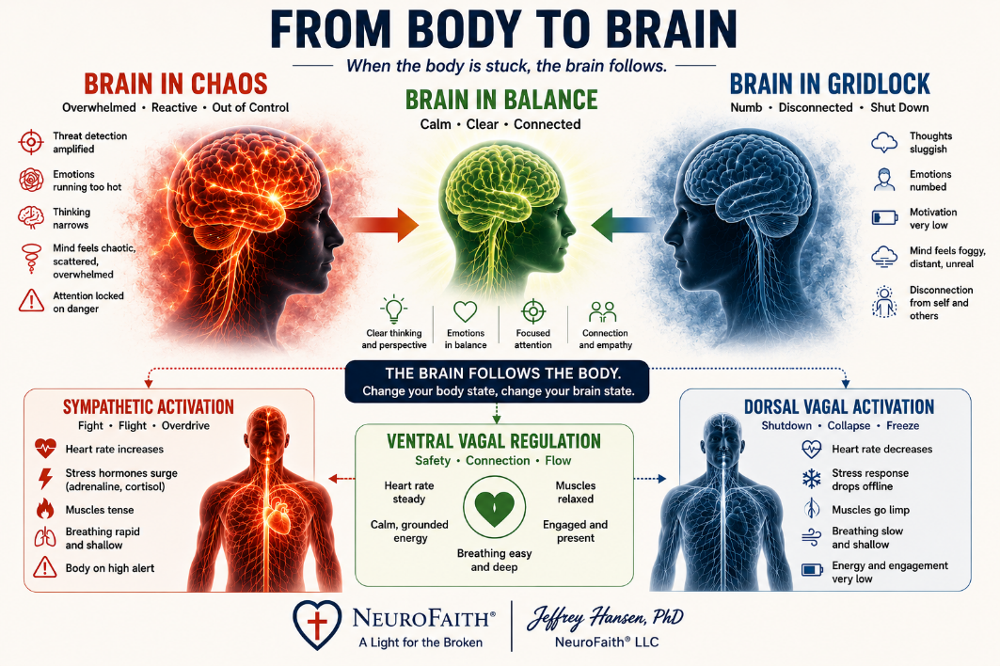 FROM BODY TO BRAIN
When the body is stuck, the brain follows.
BRAIN IN CHAOS
Overwhelmed • Reactive • Out of Control
Threat detection
amplified
Emotions
running too hot
Thinking
narrows
Mind feels chaotic,
scattered,
overwhelmed
Attention locked
on danger
BRAIN IN BALANCE
Calm • Clear • Connected
Clear thinking
and perspective
Emotions
in balance
Focused
attention
Connection
and empathy
BRAIN IN GRIDLOCK
Numb • Disconnected • Shut Down
Thoughts
sluggish
Emotions
numbed
Motivation
very low
Mind feels foggy,
distant, unreal
Disconnection
from self and
others
THE BRAIN FOLLOWS THE BODY.
Change your body state, change your brain state.
SYMPATHETIC ACTIVATION
Fight • Flight • Overdrive
Heart rate increases
Stress hormones surge
(adrenaline, cortisol)
Muscles tense
Breathing rapid
and shallow
Body on high alert
VENTRAL VAGAL REGULATION
Safety • Connection • Flow
Heart rate
steady
Calm, grounded
energy
Muscles
relaxed
Engaged and
present
Breathing easy
and deep
DORSAL VAGAL ACTIVATION
Shutdown • Collapse • Freeze
Heart rate decreases
Stress response
drops offline
Muscles go limp
Breathing slow
and shallow
Energy and engagement
very low
NEUROFAITH®
A Light for the Broken
Jeffrey Hansen, PhD
NeuroFaith® LLC